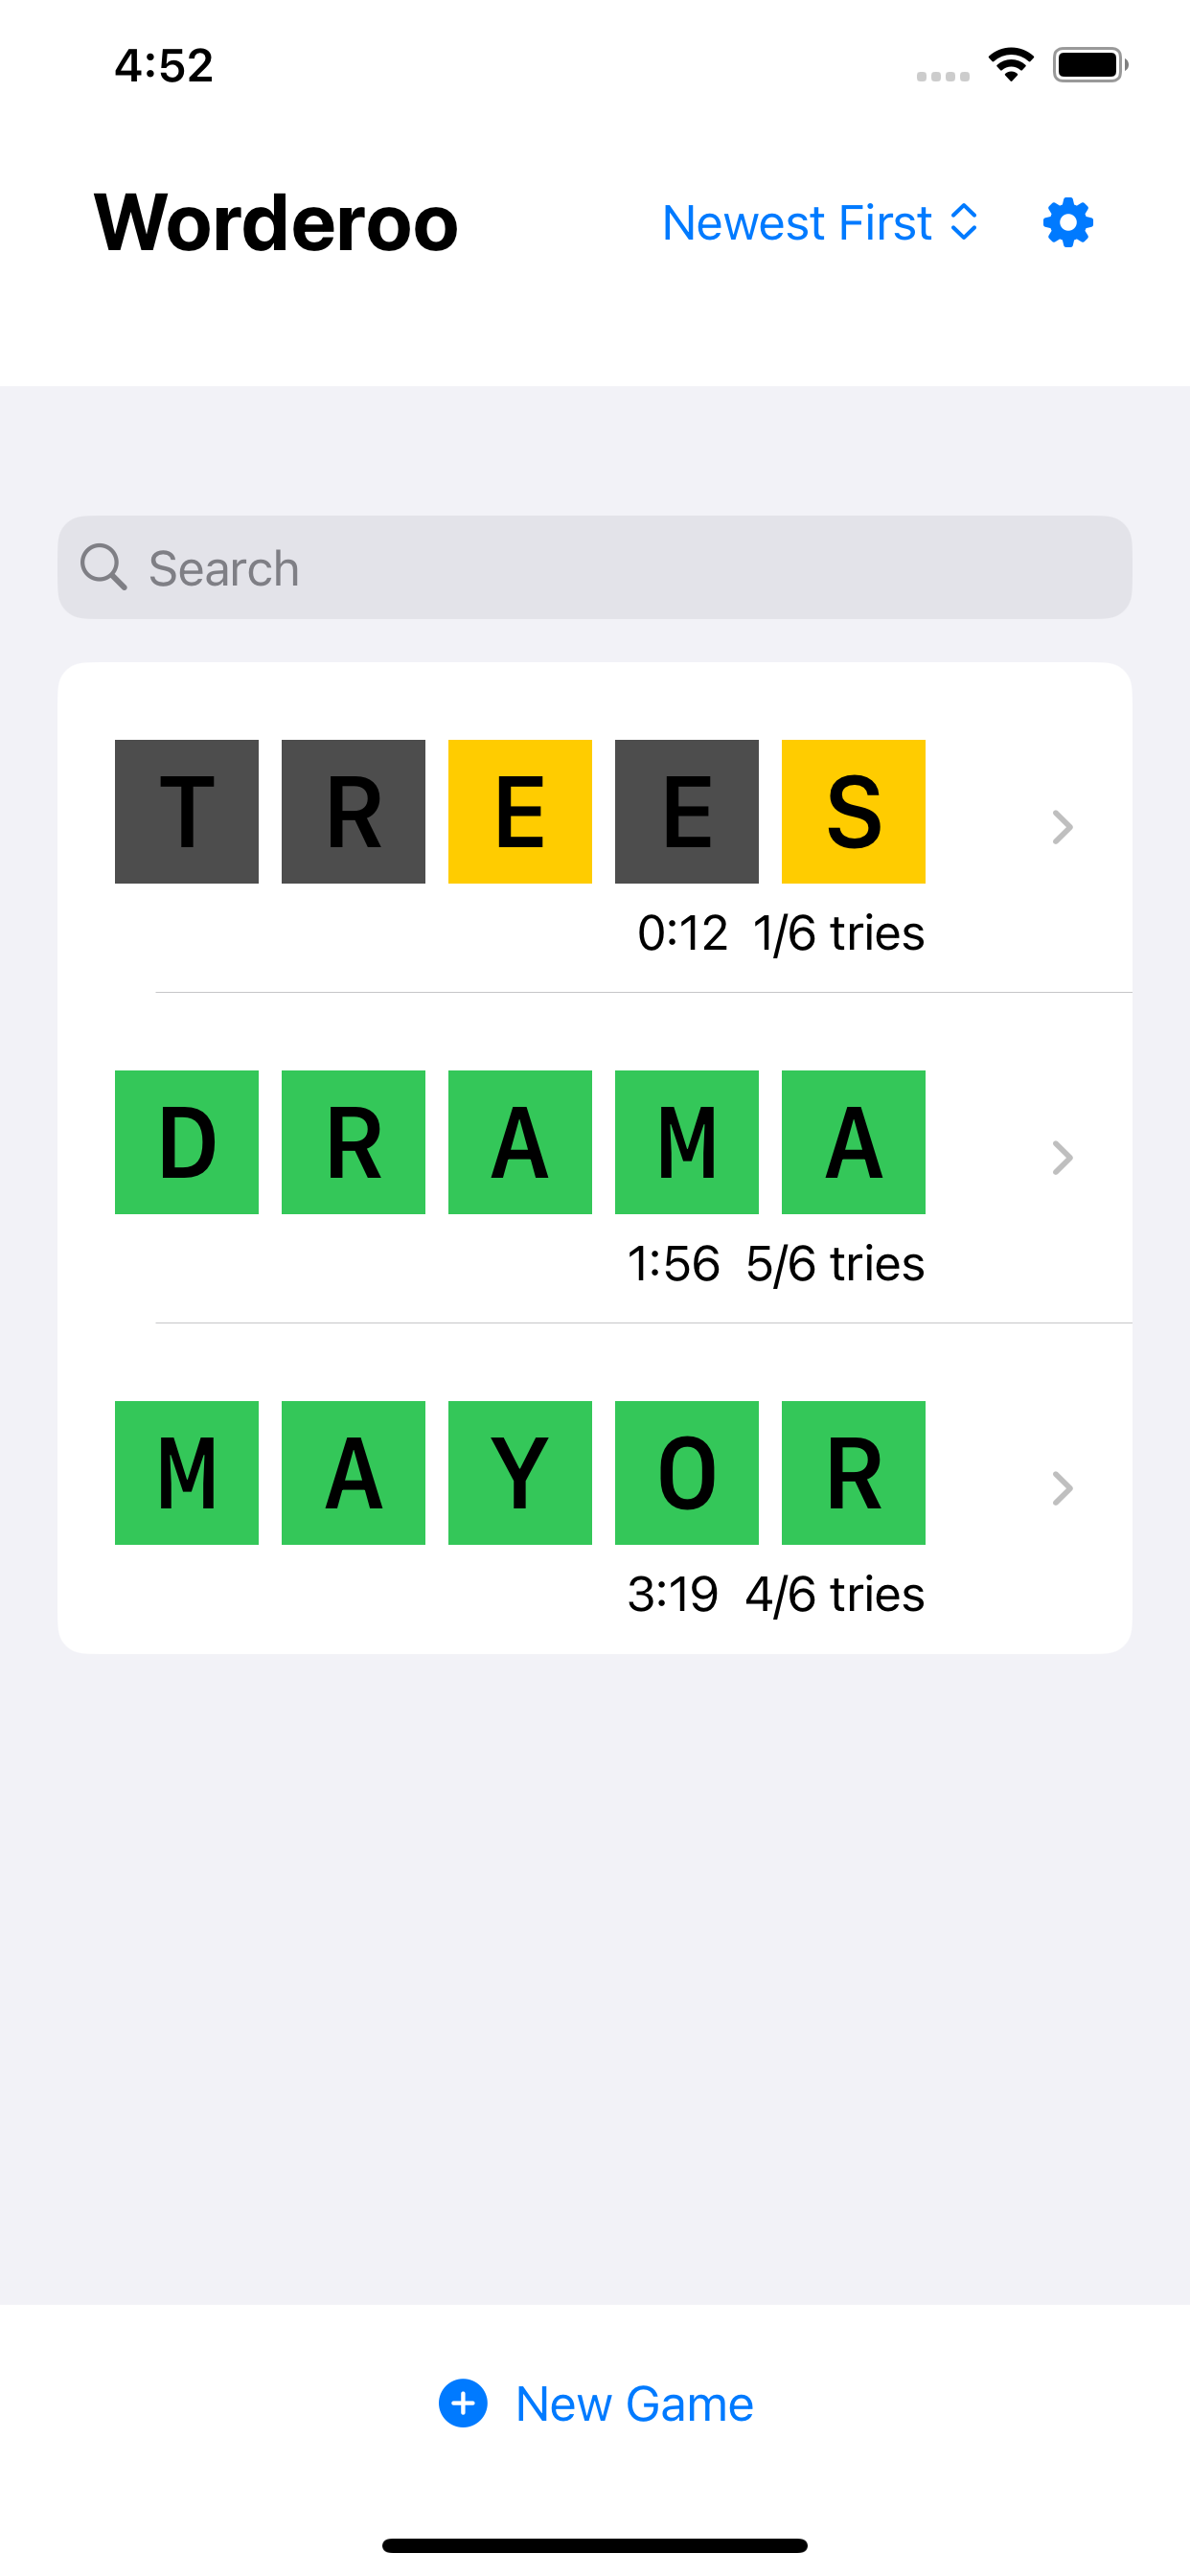 4:52
Worderoo
Newest First
Search
T R E E S
0:12 1/6 tries
D R A M A
1:56 5/6 tries
M A Y O R
3:19 4/6 tries
New Game